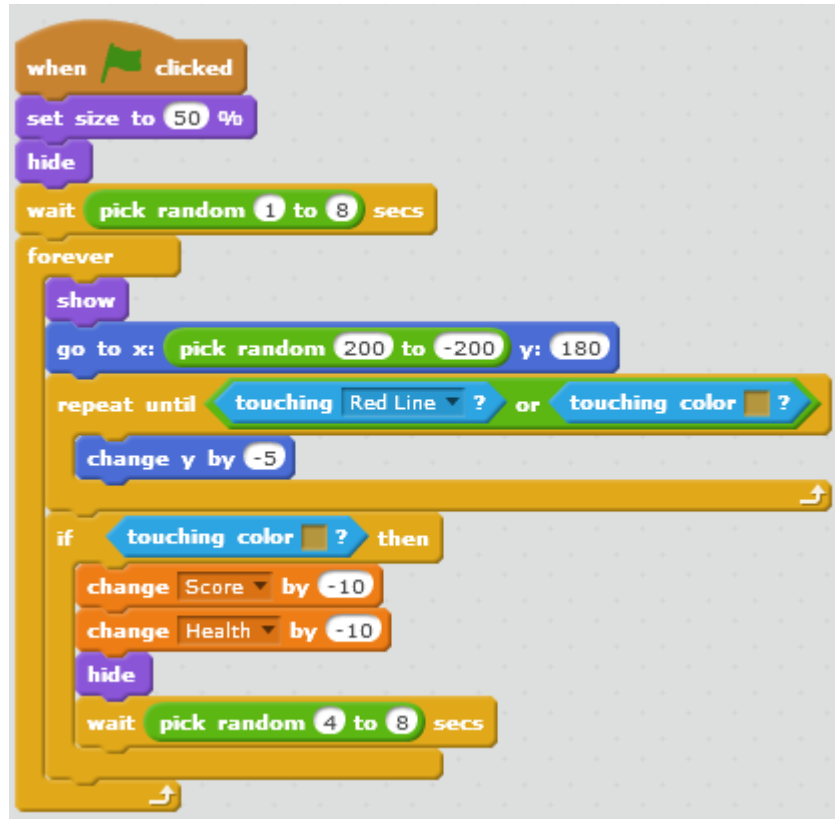 when clicked
set size to 50 %
hide
wait pick random 1 to 8 secs
forever
show
go to x: pick random 200 to -200 y: 180
repeat until touching Red Line ? or touching color ?
change y by -5
if touching color ? then
change Score by -10
change Health by -10
hide
wait pick random 4 to 8 secs